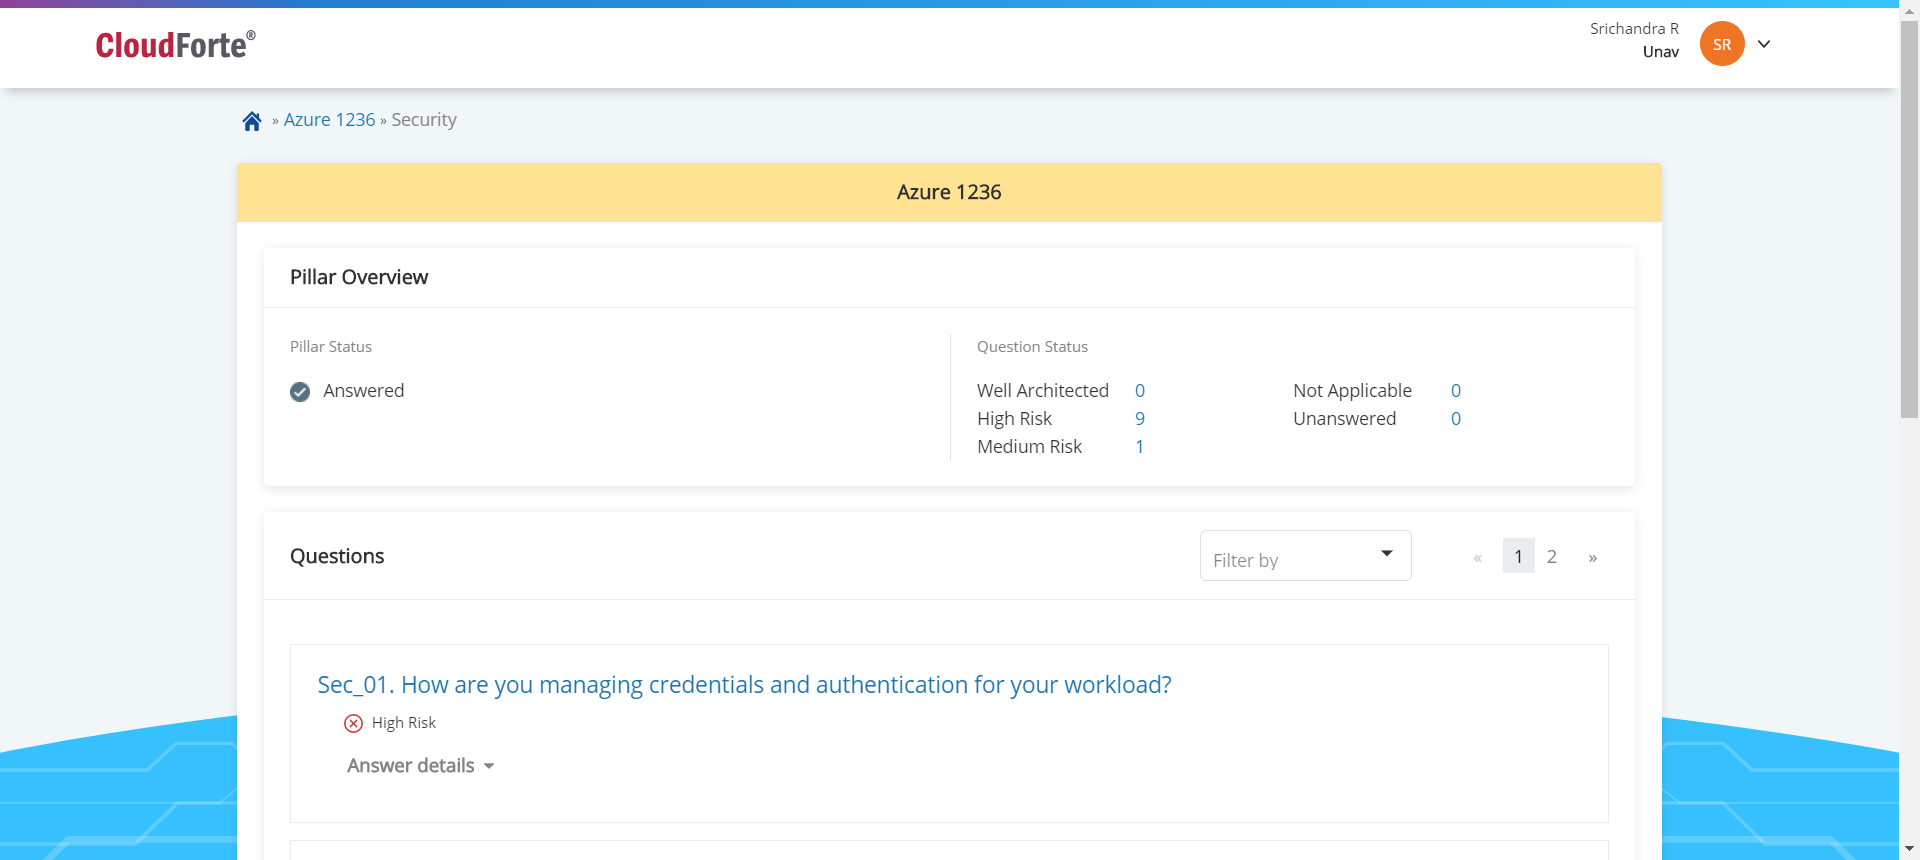 CloudForte®
Srichandra R
Unav
SR
» Azure 1236 » Security
Azure 1236
Pillar Overview
Pillar Status
Answered
Question Status
Well Architected 0
High Risk 9
Medium Risk 1
Not Applicable 0
Unanswered 0
Questions
Filter by
« 1 2 »
Sec_01. How are you managing credentials and authentication for your workload?
High Risk
Answer details